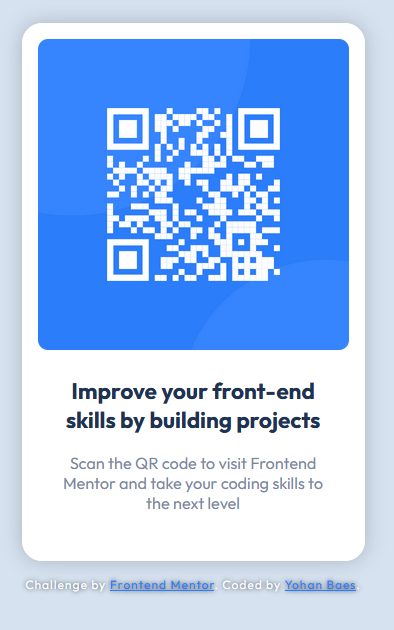 Improve your front-end
skills by building projects
Scan the QR code to visit Frontend
Mentor and take your coding skills to
the next level
Challenge by Frontend Mentor. Coded by Yohan Baes.